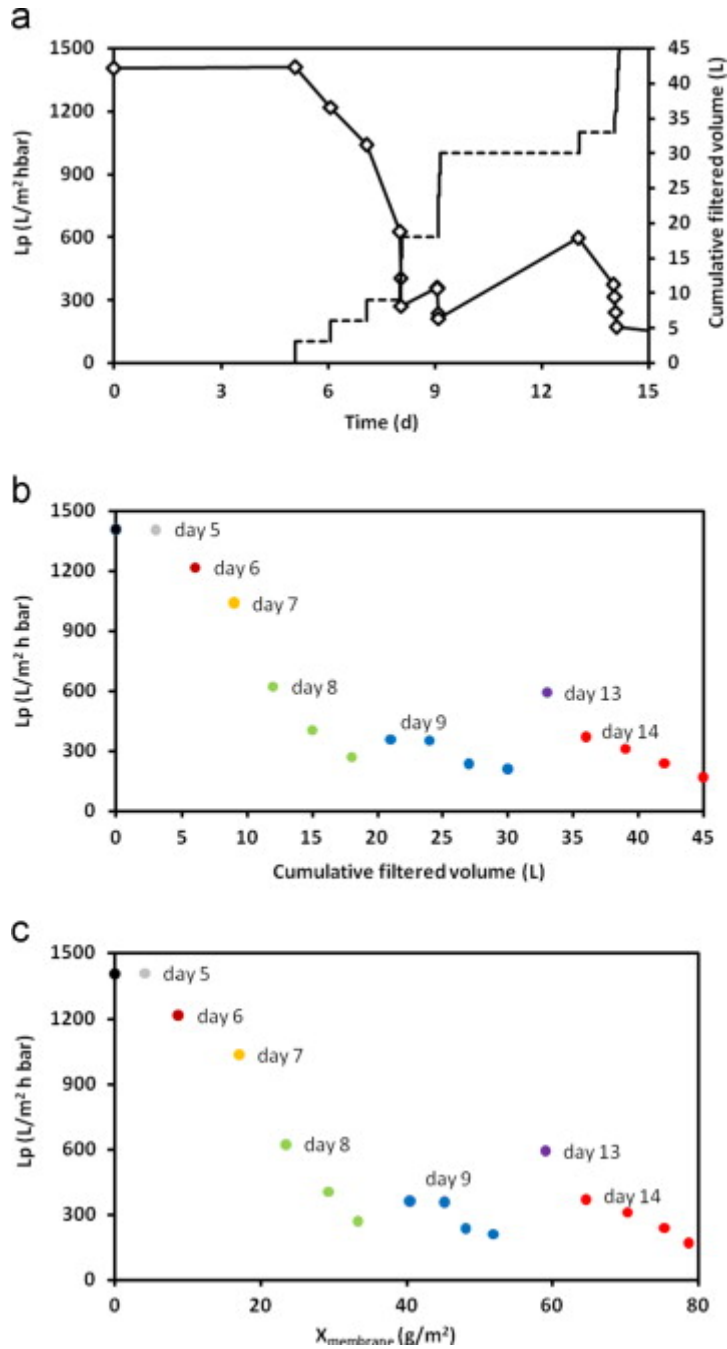 a
1500
1200
900
600
300
0
Lp (L/m² hbar)
45
40
35
30
25
20
15
10
5
0
Cumulative filtered volume (L)
0 3 6 9 12 15
Time (d)
b
1500
1200
900
600
300
0
Lp (L/m² h bar)
day 5
day 6
day 7
day 8
day 9
day 13
day 14
0 5 10 15 20 25 30 35 40 45
Cumulative filtered volume (L)
c
1500
1200
900
600
300
0
Lp (L/m² h bar)
day 5
day 6
day 7
day 8
day 9
day 13
day 14
0 20 40 60 80
Xmembrane (g/m²)